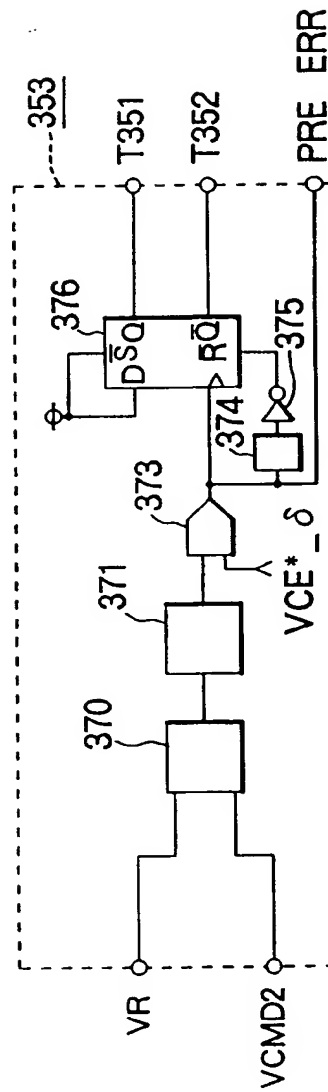 353
VR
VCMD2
370
371
373
VCE*_δ
374
375
376
D
S̅
Q
R̅
Q̅
T351
T352
PRE ERR